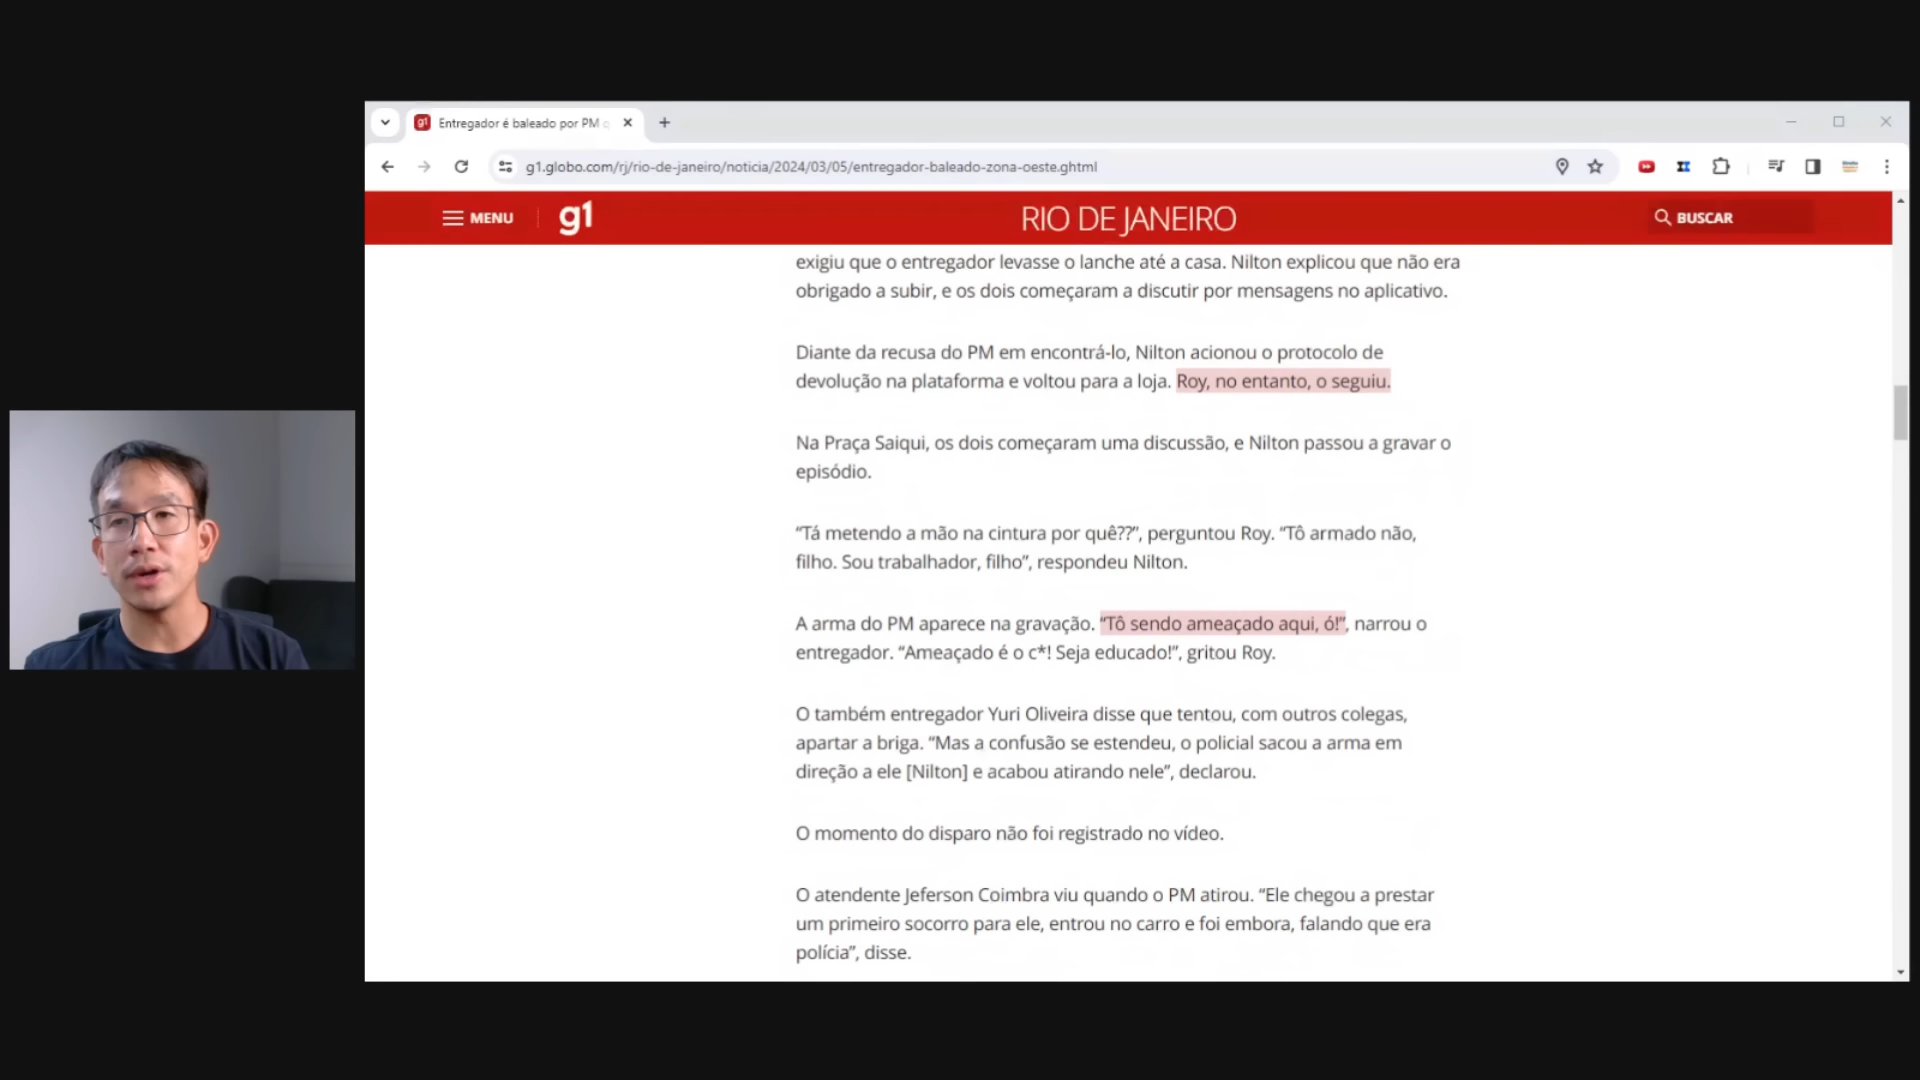 g1 Entregador é baleado por PM
g1.globo.com/rj/rio-de-janeiro/noticia/2024/03/05/entregador-baleado-zona-oeste.ghtml
MENU g1 RIO DE JANEIRO BUSCAR
exigiu que o entregador levasse o lanche até a casa. Nilton explicou que não era
obrigado a subir, e os dois começaram a discutir por mensagens no aplicativo.
Diante da recusa do PM em encontrá-lo, Nilton acionou o protocolo de
devolução na plataforma e voltou para a loja. Roy, no entanto, o seguiu.
Na Praça Saiqui, os dois começaram uma discussão, e Nilton passou a gravar o
episódio.
“Tá metendo a mão na cintura por quê??”, perguntou Roy. “Tô armado não,
filho. Sou trabalhador, filho”, respondeu Nilton.
A arma do PM aparece na gravação. “Tô sendo ameaçado aqui, ó!”, narrou o
entregador. “Ameaçado é o c*! Seja educado!”, gritou Roy.
O também entregador Yuri Oliveira disse que tentou, com outros colegas,
apartar a briga. “Mas a confusão se estendeu, o policial sacou a arma em
direção a ele [Nilton] e acabou atirando nele”, declarou.
O momento do disparo não foi registrado no vídeo.
O atendente Jeferson Coimbra viu quando o PM atirou. “Ele chegou a prestar
um primeiro socorro para ele, entrou no carro e foi embora, falando que era
polícia”, disse.